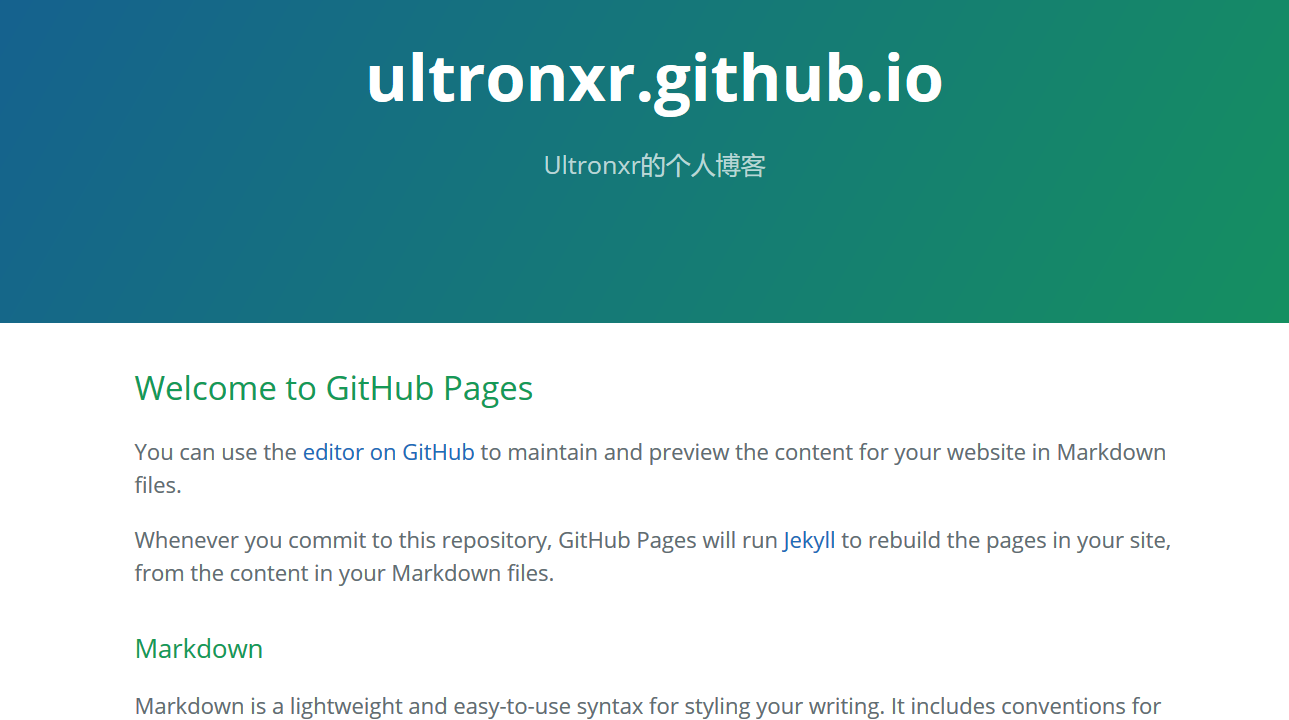 ultronxr.github.io
Ultronxr的个人博客
Welcome to GitHub Pages
You can use the editor on GitHub to maintain and preview the content for your website in Markdown
files.
Whenever you commit to this repository, GitHub Pages will run Jekyll to rebuild the pages in your site,
from the content in your Markdown files.
Markdown
Markdown is a lightweight and easy-to-use syntax for styling your writing. It includes conventions for